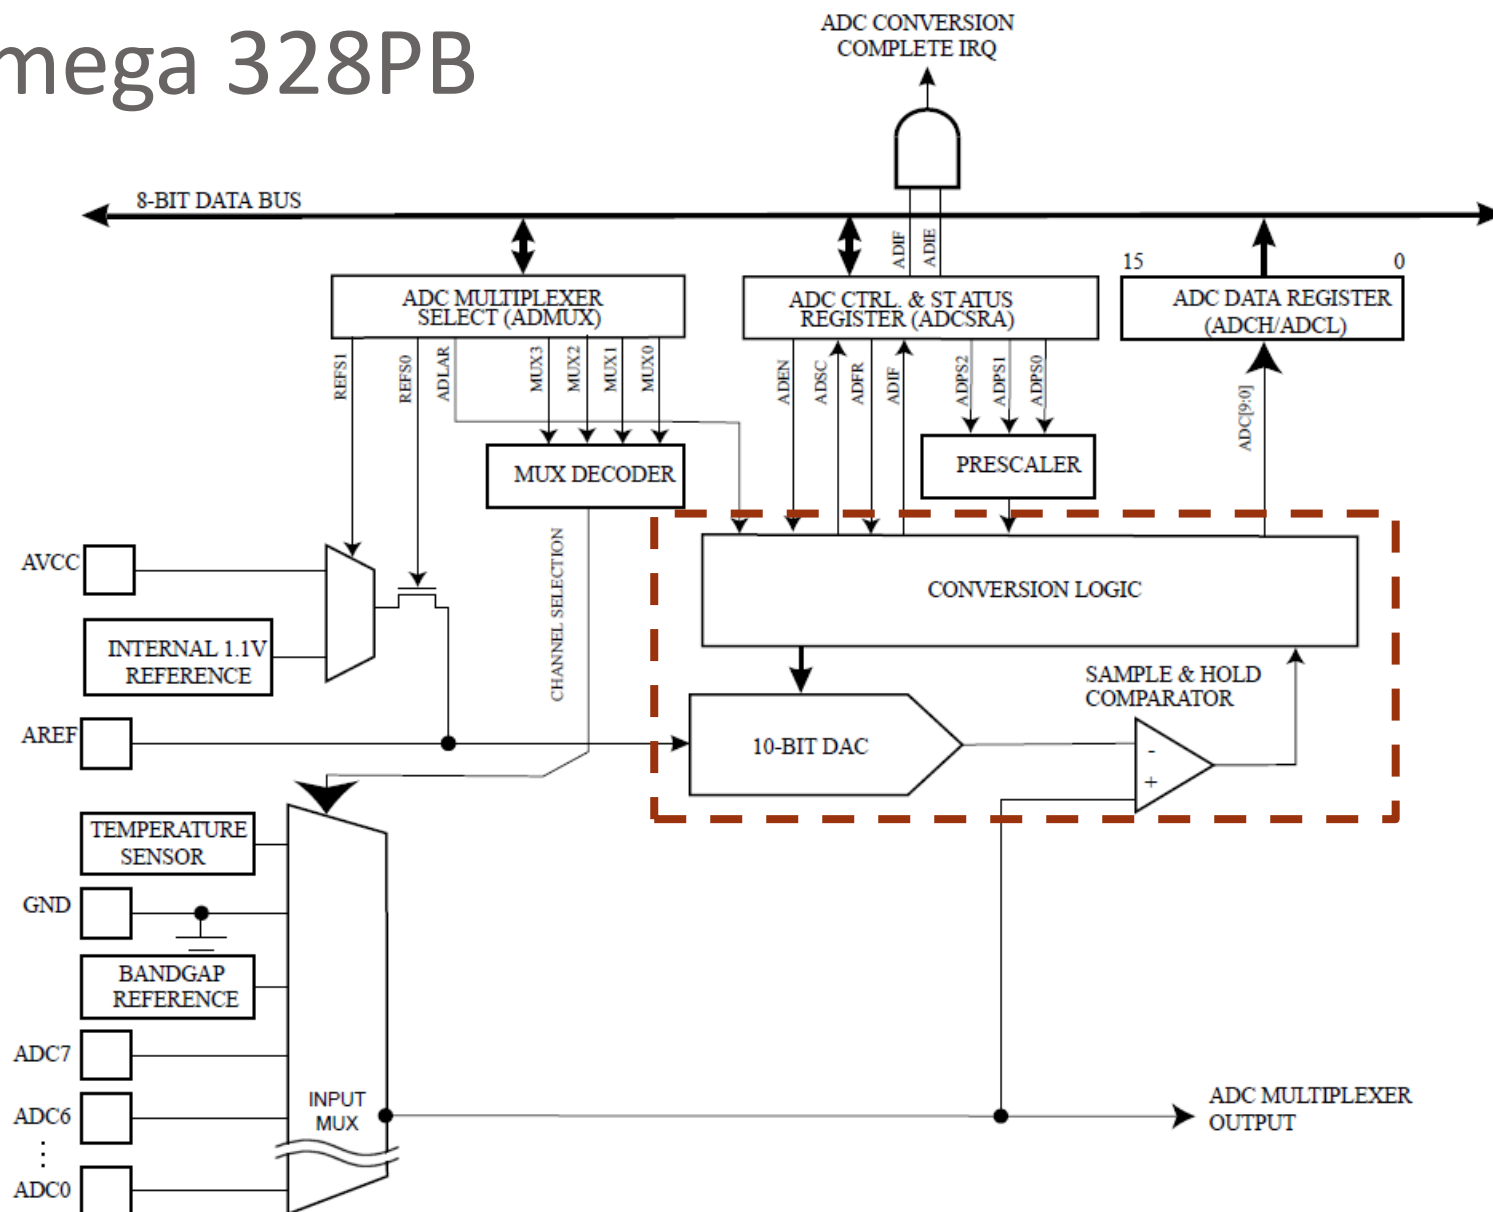 mega 328PB
ADC CONVERSION
COMPLETE IRQ
8-BIT DATA BUS
ADIF
ADIE
15
0
ADC MULTIPLEXER
SELECT (ADMUX)
ADC CTRL. & STATUS
REGISTER (ADCSRA)
ADC DATA REGISTER
(ADCH/ADCL)
REFS1
REFS0
ADLAR
MUX3
MUX2
MUX1
MUX0
ADEN
ADSC
ADFR
ADIF
ADPS2
ADPS1
ADPS0
ADC[9:0]
MUX DECODER
PRESCALER
CHANNEL SELECTION
AVCC
CONVERSION LOGIC
INTERNAL 1.1V
REFERENCE
SAMPLE & HOLD
COMPARATOR
AREF
10-BIT DAC
-
+
TEMPERATURE
SENSOR
GND
BANDGAP
REFERENCE
ADC7
ADC6
INPUT
MUX
ADC MULTIPLEXER
OUTPUT
ADC0